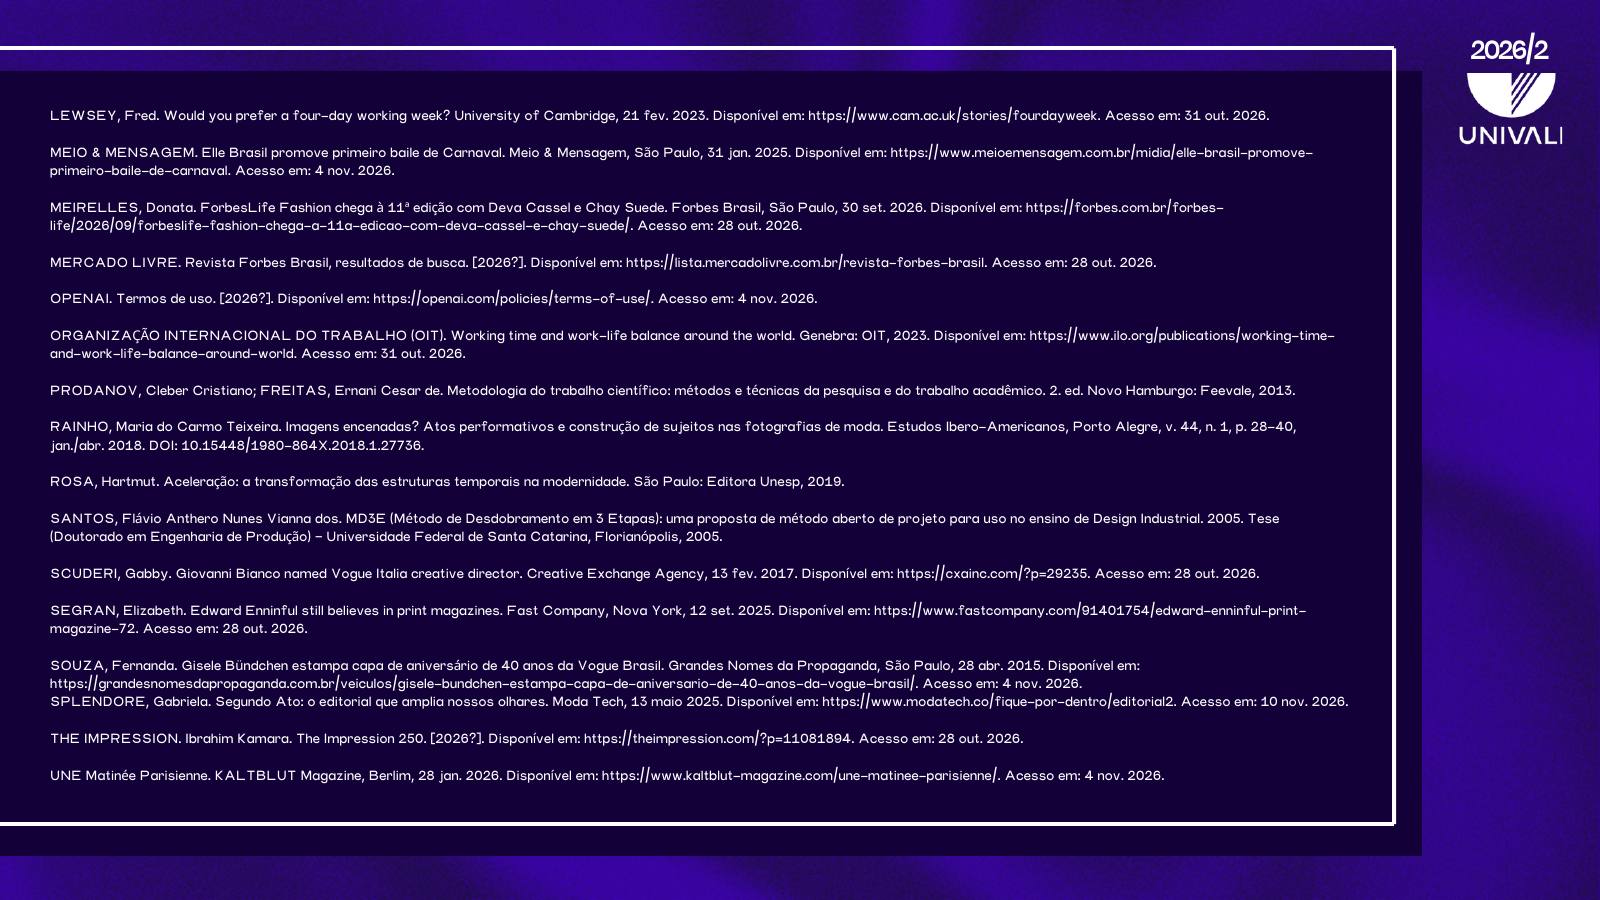 2026/2
UNIVALI
LEWSEY, Fred. Would you prefer a four-day working week? University of Cambridge, 21 fev. 2023. Disponível em: https://www.cam.ac.uk/stories/fourdayweek. Acesso em: 31 out. 2026.
MEIO & MENSAGEM. Elle Brasil promove primeiro baile de Carnaval. Meio & Mensagem, São Paulo, 31 jan. 2025. Disponível em: https://www.meioemensagem.com.br/midia/elle-brasil-promove-
primeiro-baile-de-carnaval. Acesso em: 4 nov. 2026.
MEIRELLES, Donata. ForbesLife Fashion chega à 11ª edição com Deva Cassel e Chay Suede. Forbes Brasil, São Paulo, 30 set. 2026. Disponível em: https://forbes.com.br/forbes-
life/2026/09/forbeslife-fashion-chega-a-11a-edicao-com-deva-cassel-e-chay-suede/. Acesso em: 28 out. 2026.
MERCADO LIVRE. Revista Forbes Brasil, resultados de busca. [2026?]. Disponível em: https://lista.mercadolivre.com.br/revista-forbes-brasil. Acesso em: 28 out. 2026.
OPENAI. Termos de uso. [2026?]. Disponível em: https://openai.com/policies/terms-of-use/. Acesso em: 4 nov. 2026.
ORGANIZAÇÃO INTERNACIONAL DO TRABALHO (OIT). Working time and work-life balance around the world. Genebra: OIT, 2023. Disponível em: https://www.ilo.org/publications/working-time-
and-work-life-balance-around-world. Acesso em: 31 out. 2026.
PRODANOV, Cleber Cristiano; FREITAS, Ernani Cesar de. Metodologia do trabalho científico: métodos e técnicas da pesquisa e do trabalho acadêmico. 2. ed. Novo Hamburgo: Feevale, 2013.
RAINHO, Maria do Carmo Teixeira. Imagens encenadas? Atos performativos e construção de sujeitos nas fotografias de moda. Estudos Ibero-Americanos, Porto Alegre, v. 44, n. 1, p. 28-40,
jan./abr. 2018. DOI: 10.15448/1980-864X.2018.1.27736.
ROSA, Hartmut. Aceleração: a transformação das estruturas temporais na modernidade. São Paulo: Editora Unesp, 2019.
SANTOS, Flávio Anthero Nunes Vianna dos. MD3E (Método de Desdobramento em 3 Etapas): uma proposta de método aberto de projeto para uso no ensino de Design Industrial. 2005. Tese
(Doutorado em Engenharia de Produção) – Universidade Federal de Santa Catarina, Florianópolis, 2005.
SCUDERI, Gabby. Giovanni Bianco named Vogue Italia creative director. Creative Exchange Agency, 13 fev. 2017. Disponível em: https://cxainc.com/?p=29235. Acesso em: 28 out. 2026.
SEGRAN, Elizabeth. Edward Enninful still believes in print magazines. Fast Company, Nova York, 12 set. 2025. Disponível em: https://www.fastcompany.com/91401754/edward-enninful-print-
magazine-72. Acesso em: 28 out. 2026.
SOUZA, Fernanda. Gisele Bündchen estampa capa de aniversário de 40 anos da Vogue Brasil. Grandes Nomes da Propaganda, São Paulo, 28 abr. 2015. Disponível em:
https://grandesnomesdapropaganda.com.br/veiculos/gisele-bundchen-estampa-capa-de-aniversario-de-40-anos-da-vogue-brasil/. Acesso em: 4 nov. 2026.
SPLENDORE, Gabriela. Segundo Ato: o editorial que amplia nossos olhares. Moda Tech, 13 maio 2025. Disponível em: https://www.modatech.co/fique-por-dentro/editorial2. Acesso em: 10 nov. 2026.
THE IMPRESSION. Ibrahim Kamara. The Impression 250. [2026?]. Disponível em: https://theimpression.com/?p=11081894. Acesso em: 28 out. 2026.
UNE Matinée Parisienne. KALTBLUT Magazine, Berlim, 28 jan. 2026. Disponível em: https://www.kaltblut-magazine.com/une-matinee-parisienne/. Acesso em: 4 nov. 2026.